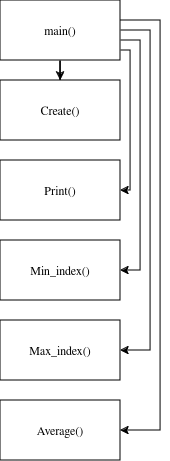 main()
Create()
Print()
Min_index()
Max_index()
Average()